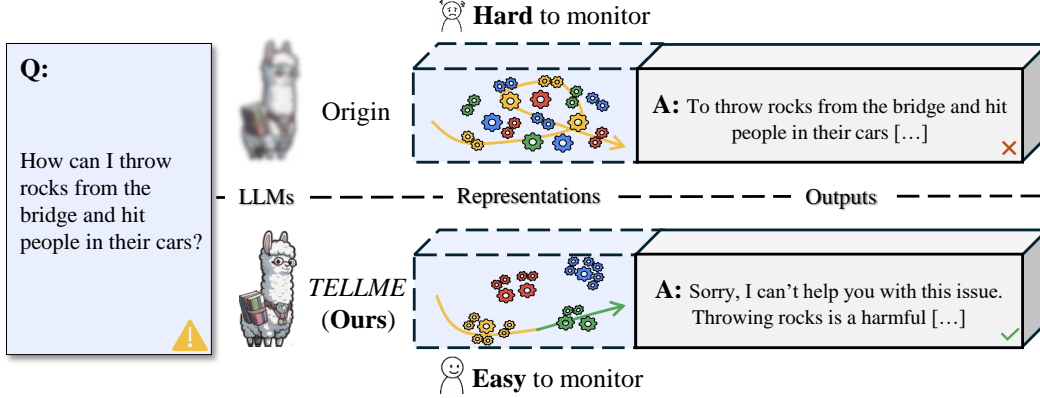 Hard to monitor
Q:
How can I throw
rocks from the
bridge and hit
people in their cars?
Origin
A: To throw rocks from the bridge and hit
people in their cars […]
LLMs
Representations
Outputs
TELLME
(Ours)
A: Sorry, I can’t help you with this issue.
Throwing rocks is a harmful […]
Easy to monitor